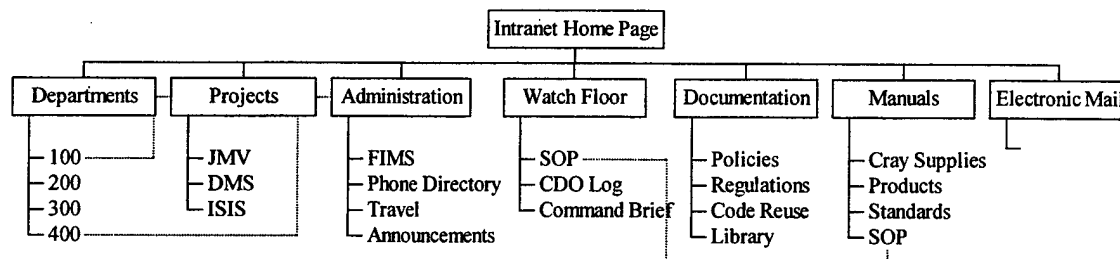 Intranet Home Page
Departments
Projects
Administration
Watch Floor
Documentation
Manuals
Electronic Mail
100
200
300
400
JMV
DMS
ISIS
FIMS
Phone Directory
Travel
Announcements
SOP
CDO Log
Command Brief
Policies
Regulations
Code Reuse
Library
Cray Supplies
Products
Standards
SOP